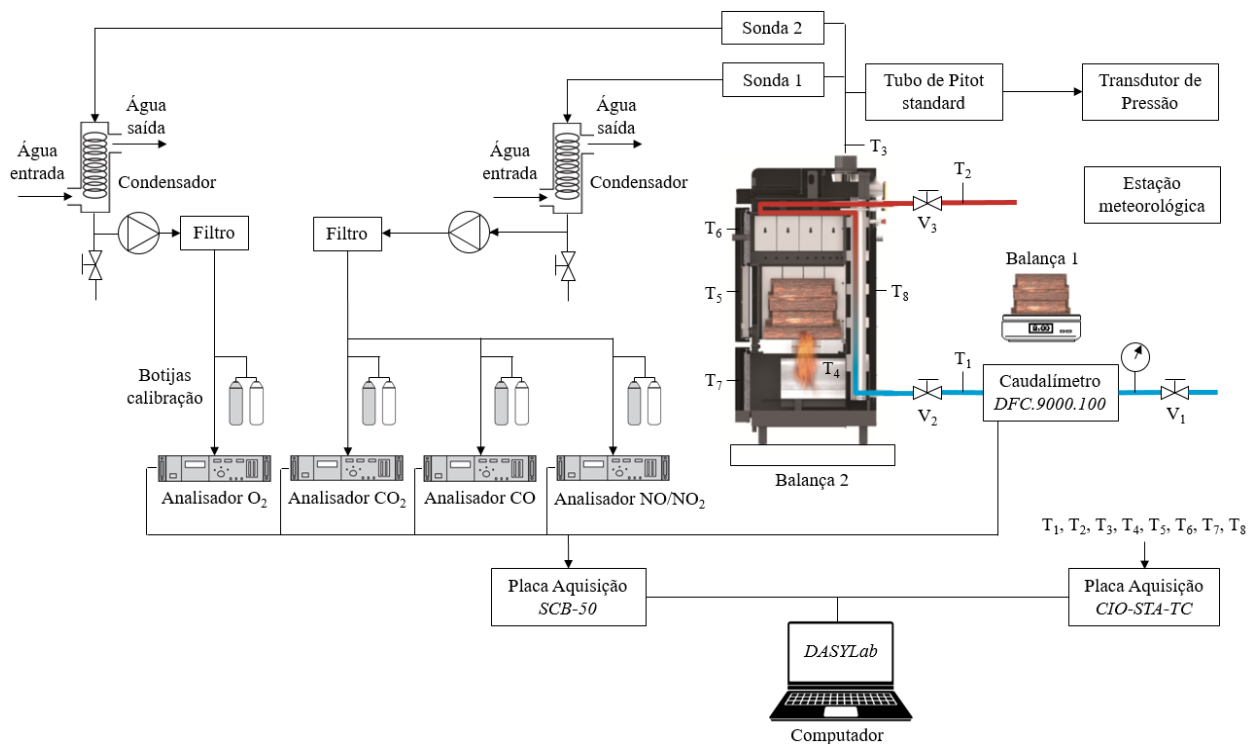 Sonda 2
Sonda 1
Tubo de Pitot
standard
Transdutor de
Pressão
Água
saída
Água
entrada
Condensador
Água
saída
Água
entrada
Condensador
T₃
T₂
V₃
Estação
meteorológica
Filtro
Filtro
T₆
T₅
T₈
Balança 1
0.00
T₇
T₄
T₁
V₂
Caudalímetro
DFC.9000.100
V₁
Botijas
calibração
Analisador O₂
Analisador CO₂
Analisador CO
Analisador NO/NO₂
Balança 2
T₁, T₂, T₃, T₄, T₅, T₆, T₇, T₈
Placa Aquisição
SCB-50
Placa Aquisição
CIO-STA-TC
DASYLab
Computador